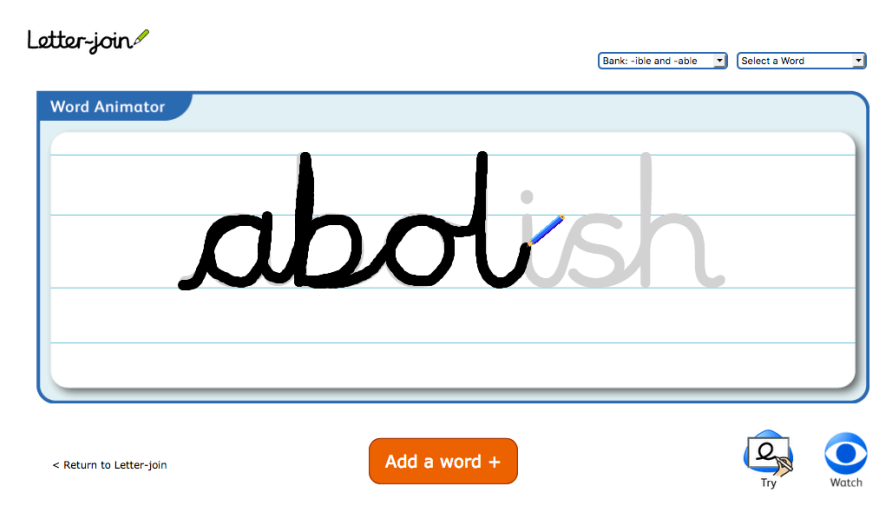 Letter-join
Bank: -ible and -able Select a Word
Word Animator
abolish
< Return to Letter-join
Add a word +
Try
Watch